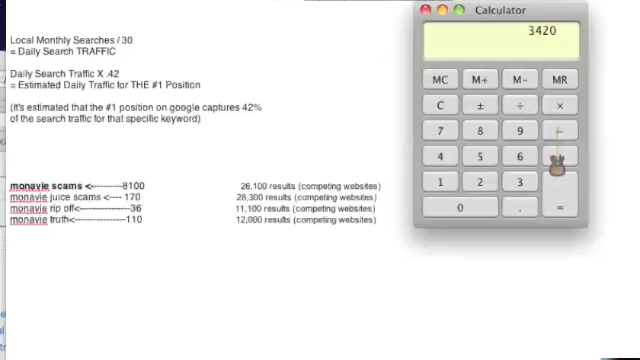 Calculator
3420
Local Monthly Searches / 30
= Daily Search TRAFFIC
Daily Search Traffic X .42
= Estimated Daily Traffic for THE #1 Position
(It's estimated that the #1 position on google captures 42%
of the search traffic for that specific keyword)
MC M+ M- MR
C ± ÷ ×
7 8 9 −
4 5 6 +
1 2 3
0 . =
monavie scams <---------8100 26,100 results (competing websites)
monavie juice scams <---- 170 28,300 results (competing websites)
monavie rip off<-----------------36 11,100 results (competing websites)
monavie truth<----------------110 12,000 results (competing websites)